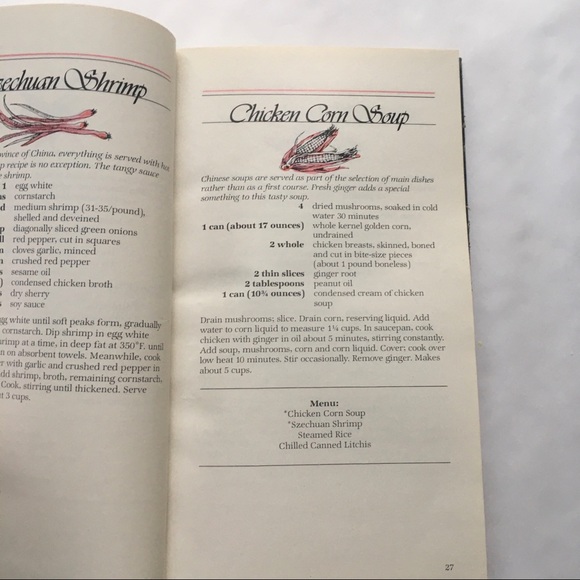 zechuan Shrimp
ovince of China, everything is served with hot
p recipe is no exception. The tangy sauce
e shrimp.
1 egg white
ns cornstarch
d medium shrimp (31-35/pound),
shelled and deveined
p diagonally sliced green onions
ll red pepper, cut in squares
n cloves garlic, minced
n crushed red pepper
s sesame oil
) condensed chicken broth
s dry sherry
s soy sauce
gg white until soft peaks form, gradually
cornstarch. Dip shrimp in egg white
rimp at a time, in deep fat at 350°F. until
n on absorbent towels. Meanwhile, cook
r with garlic and crushed red pepper in
dd shrimp, broth, remaining cornstarch,
Cook, stirring until thickened. Serve
t 3 cups.
Chicken Corn Soup
Chinese soups are served as part of the selection of main dishes
rather than as a first course. Fresh ginger adds a special
something to this tasty soup.
4 dried mushrooms, soaked in cold
water 30 minutes
1 can (about 17 ounces) whole kernel golden corn,
undrained
2 whole chicken breasts, skinned, boned
and cut in bite-size pieces
(about 1 pound boneless)
2 thin slices ginger root
2 tablespoons peanut oil
1 can (10¾ ounces) condensed cream of chicken
soup
Drain mushrooms; slice. Drain corn, reserving liquid. Add
water to corn liquid to measure 1¼ cups. In saucepan, cook
chicken with ginger in oil about 5 minutes, stirring constantly.
Add soup, mushrooms, corn and corn liquid. Cover; cook over
low heat 10 minutes. Stir occasionally. Remove ginger. Makes
about 5 cups.
Menu:
*Chicken Corn Soup
*Szechuan Shrimp
Steamed Rice
Chilled Canned Litchis
27